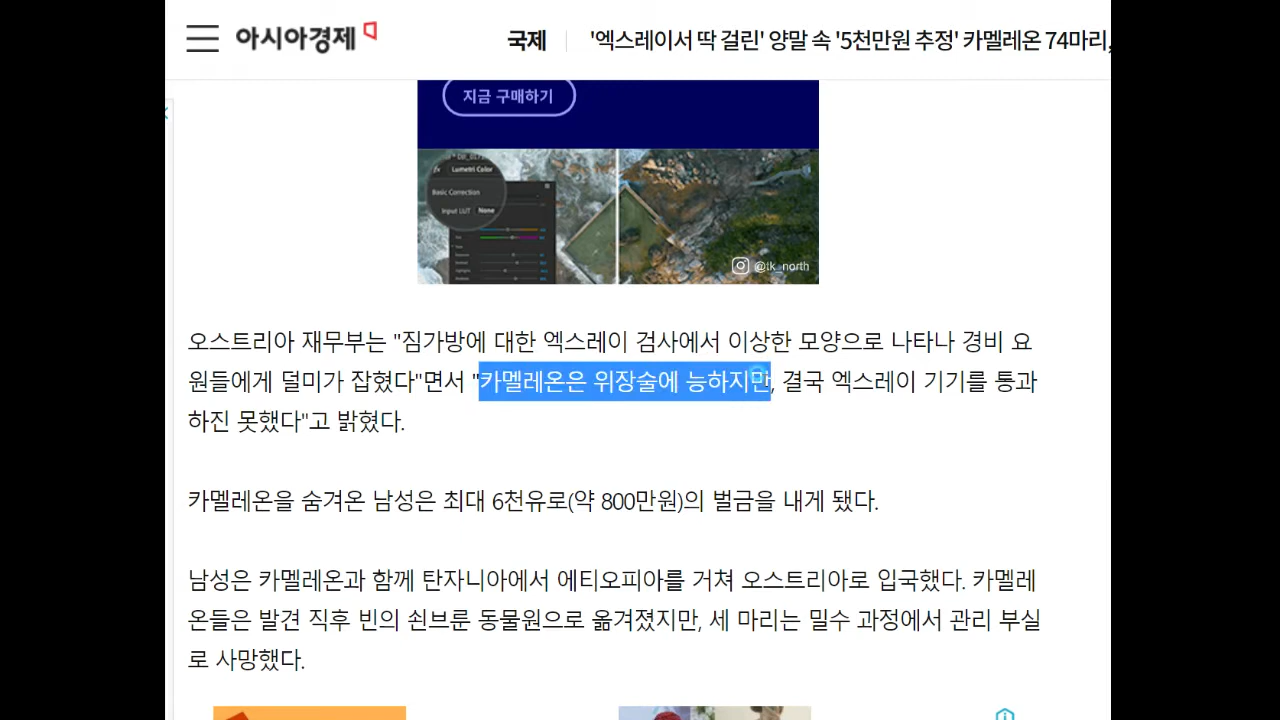 아시아경제
국제 '엑스레이서 딱 걸린' 양말 속 '5천만원 추정' 카멜레온 74마리,
지금 구매하기
Lumetri Color
Basic Correction
Input LUT None
@tk_north
오스트리아 재무부는 "짐가방에 대한 엑스레이 검사에서 이상한 모양으로 나타나 경비 요
원들에게 덜미가 잡혔다"면서 "카멜레온은 위장술에 능하지만, 결국 엑스레이 기기를 통과
하진 못했다"고 밝혔다.
카멜레온을 숨겨온 남성은 최대 6천유로(약 800만원)의 벌금을 내게 됐다.
남성은 카멜레온과 함께 탄자니아에서 에티오피아를 거쳐 오스트리아로 입국했다. 카멜레
온들은 발견 직후 빈의 쇤브룬 동물원으로 옮겨졌지만, 세 마리는 밀수 과정에서 관리 부실
로 사망했다.